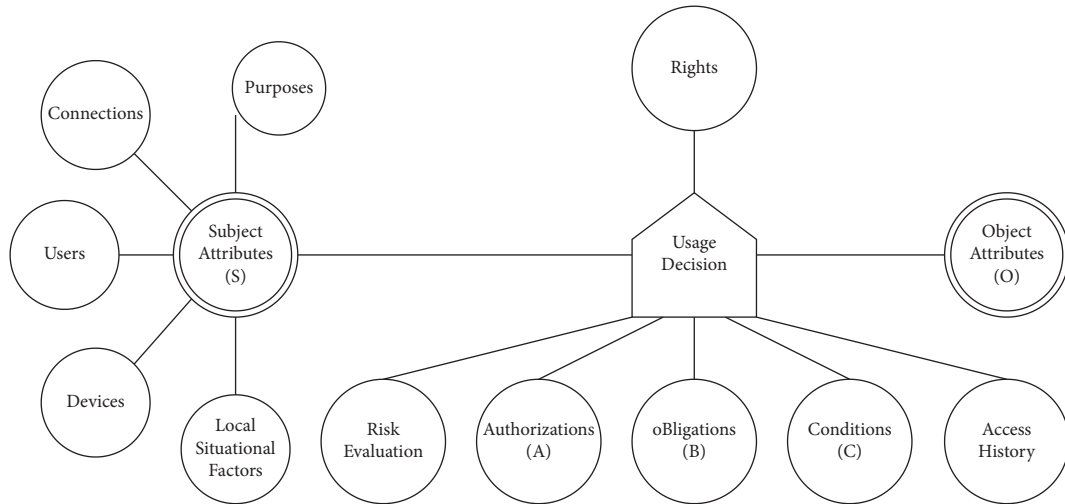 Rights
Purposes
Connections
Users
Subject
Attributes
(S)
Usage
Decision
Object
Attributes
(O)
Devices
Local
Situational
Factors
Risk
Evaluation
Authorizations
(A)
oBligations
(B)
Conditions
(C)
Access
History